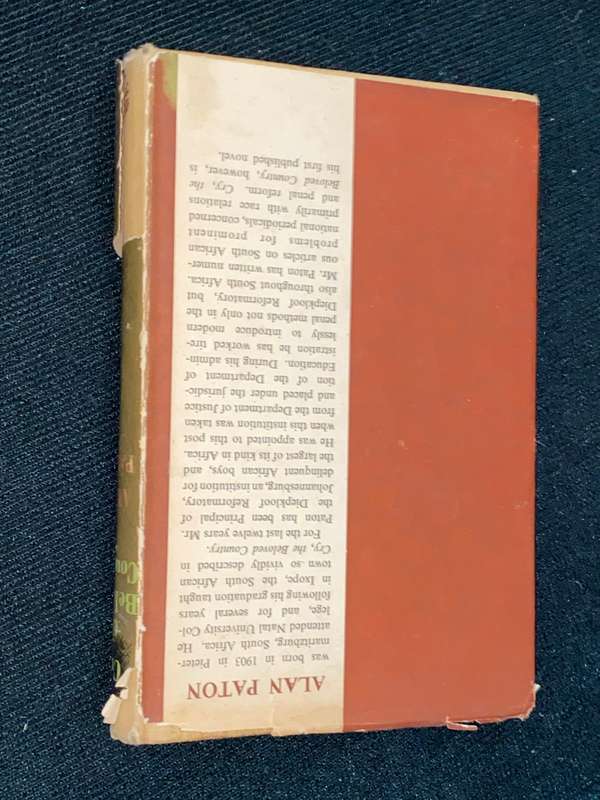 ALAN PATON
was born in 1903 in Pieter-
maritzburg, South Africa. He
attended Natal University Col-
lege, and for several years
following his graduation taught
in Ixope, the South African
town so vividly described in
Cry, the Beloved Country.
For the last twelve years Mr.
Paton has been Principal of
the Diepkloof Reformatory,
Johannesburg, an institution for
delinquent African boys, and
the largest of its kind in Africa.
He was appointed to this post
when this institution was taken
from the Department of Justice
and placed under the jurisdic-
tion of the Department of
Education. During his admin-
istration he has worked tire-
lessly to introduce modern
penal methods not only in the
Diepkloof Reformatory, but
also throughout South Africa.
Mr. Paton has written numer-
ous articles on South African
problems for prominent
national periodicals, concerned
primarily with race relations
and penal reform. Cry, the
Beloved Country, however, is
his first published novel.